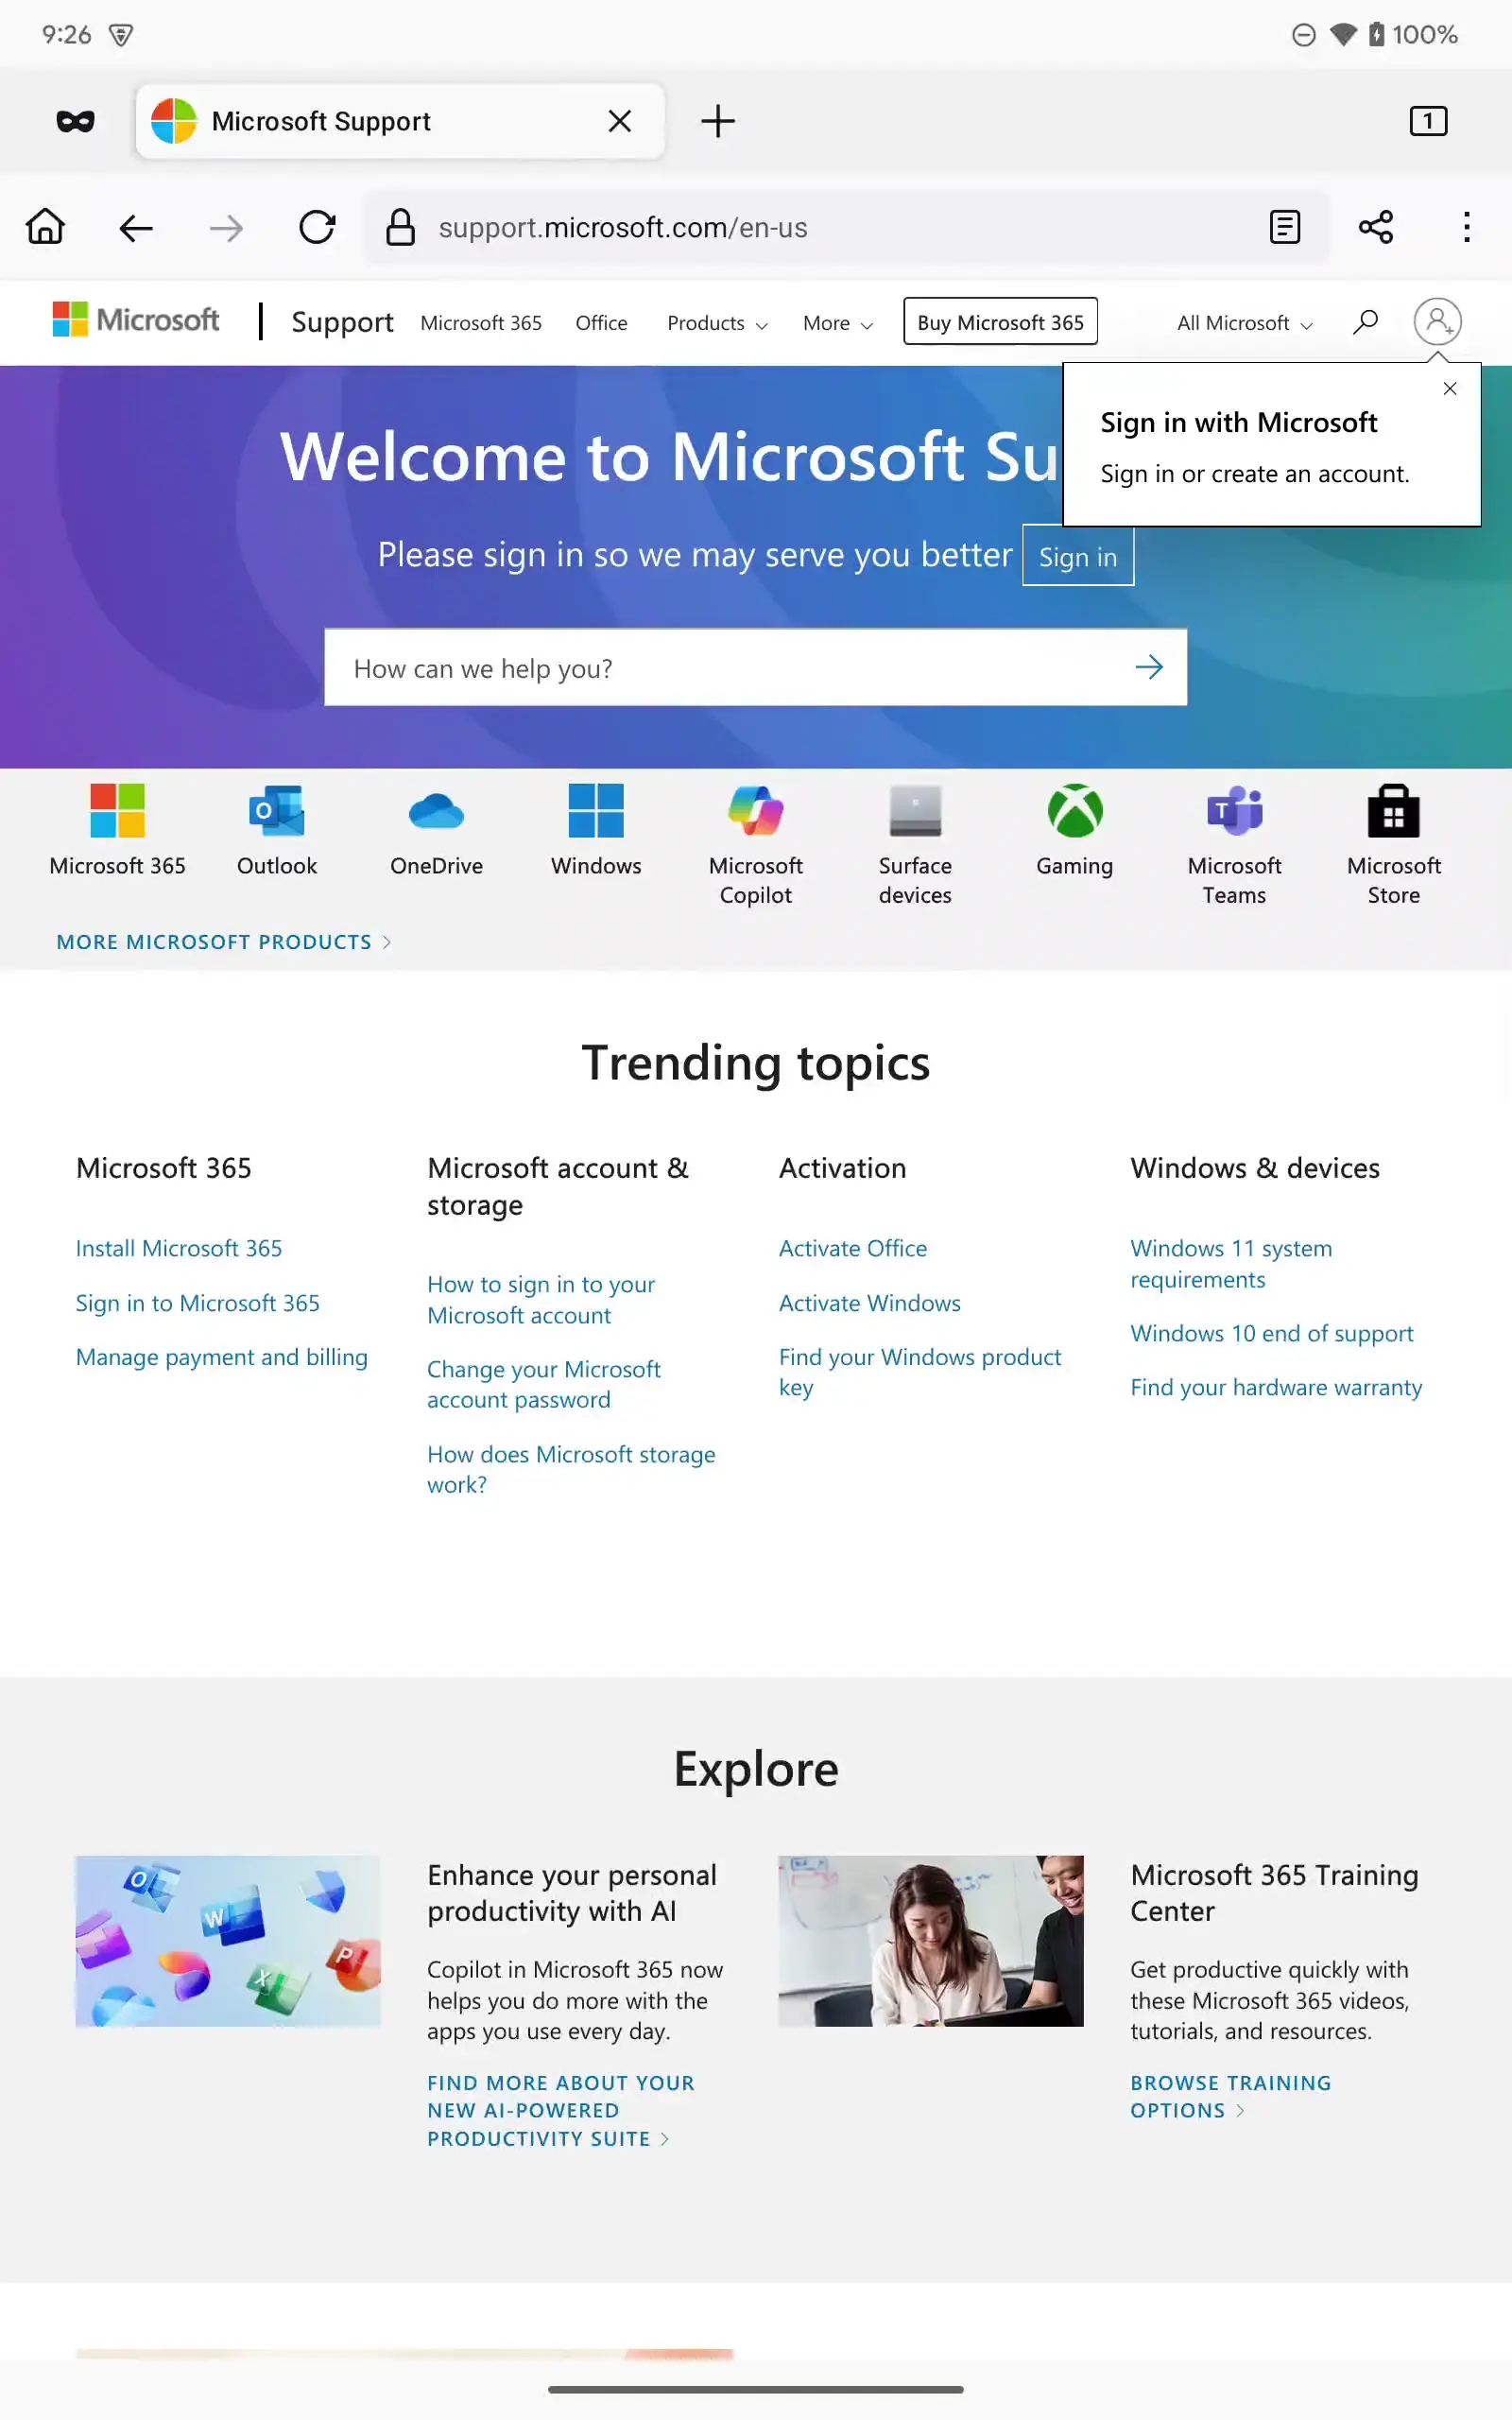 9:26
100%
Microsoft Support
1
support.microsoft.com/en-us
Microsoft
Support
Microsoft 365
Office
Products
More
Buy Microsoft 365
All Microsoft
Sign in with Microsoft
Sign in or create an account.
Welcome to Microsoft Su
Please sign in so we may serve you better
Sign in
How can we help you?
Microsoft 365
Outlook
OneDrive
Windows
Microsoft
Copilot
Surface
devices
Gaming
Microsoft
Teams
Microsoft
Store
MORE MICROSOFT PRODUCTS
Trending topics
Microsoft 365
Install Microsoft 365
Sign in to Microsoft 365
Manage payment and billing
Microsoft account &
storage
How to sign in to your
Microsoft account
Change your Microsoft
account password
How does Microsoft storage
work?
Activation
Activate Office
Activate Windows
Find your Windows product
key
Windows & devices
Windows 11 system
requirements
Windows 10 end of support
Find your hardware warranty
Explore
Enhance your personal
productivity with AI
Copilot in Microsoft 365 now
helps you do more with the
apps you use every day.
FIND MORE ABOUT YOUR
NEW AI-POWERED
PRODUCTIVITY SUITE
Microsoft 365 Training
Center
Get productive quickly with
these Microsoft 365 videos,
tutorials, and resources.
BROWSE TRAINING
OPTIONS